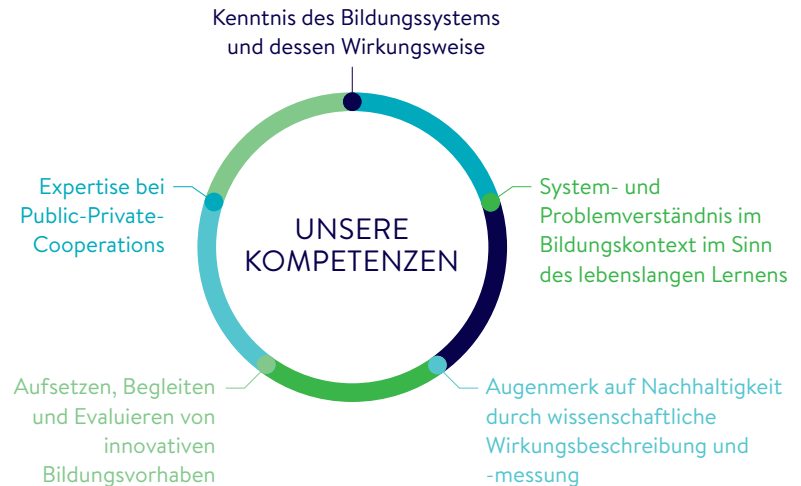 Kenntnis des Bildungssystems
und dessen Wirkungsweise
Expertise bei
Public-Private-
Cooperations
UNSERE
KOMPETENZEN
System- und
Problemverständnis im
Bildungskontext im Sinn
des lebenslangen Lernens
Aufsetzen, Begleiten
und Evaluieren von
innovativen
Bildungsvorhaben
Augenmerk auf Nachhaltigkeit
durch wissenschaftliche
Wirkungsbeschreibung und
-messung